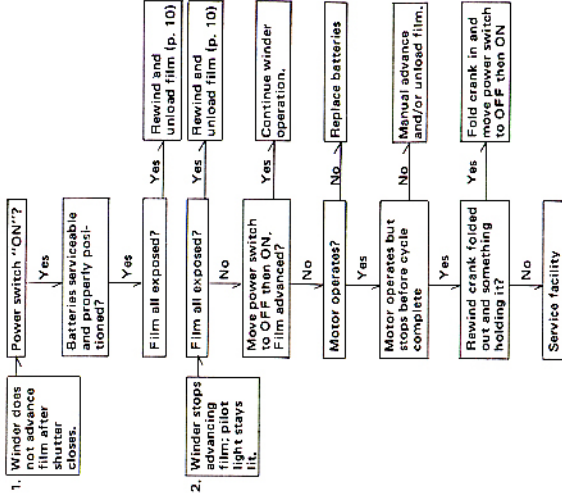 1. Winder does
not advance
film after
shutter
closes.
Power switch "ON"?
Yes
Batteries serviceable
and property posi-
tioned?
Yes
Film all exposed?
Yes
Rewind and
unload film (p. 10)
2. Winder stops
advancing
film; pilot
light stays
lit.
Film all exposed?
Yes
Rewind and
unload film (p. 10)
No
Move power switch
to OFF then ON.
Film advanced?
Yes
Continue winder
operation.
No
Motor operates?
No
Replace batteries
Yes
Motor operates but
stops before cycle
complete
No
Manual advance
and/or unload film.
Yes
Rewind crank folded
out and something
holding it?
Yes
Fold crank in and
move power switch
to OFF then ON
No
Service facility